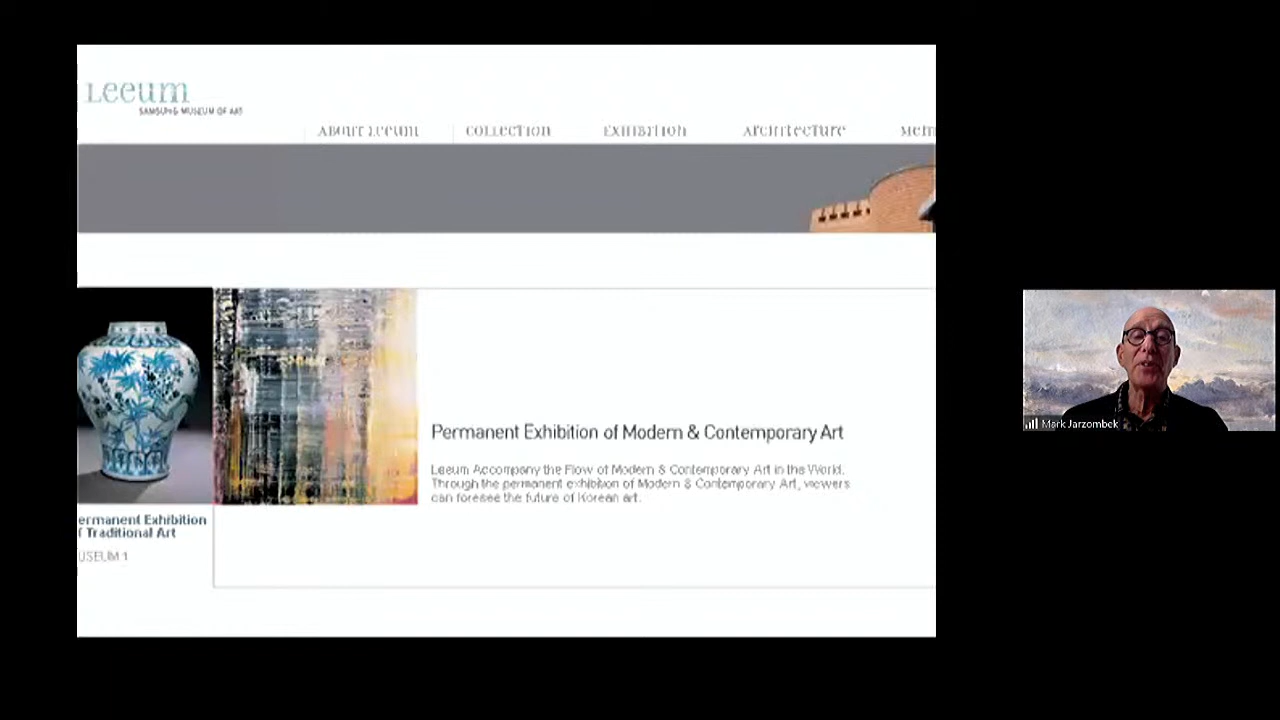 Leeum
SAMSUNG MUSEUM OF ART
ABOUT Leeum
COLLECTION
EXHIBITION
ARCHITECTURE
MEM
Permanent Exhibition of Modern & Contemporary Art
Leeum Accompany the Flow of Modern & Contemporary Art in the World.
Through the permanent exhibition of Modern & Contemporary Art, viewers
can foresee the future of Korean art.
ermanent Exhibition
f Traditional Art
USEUM 1
Mark Jarzombek